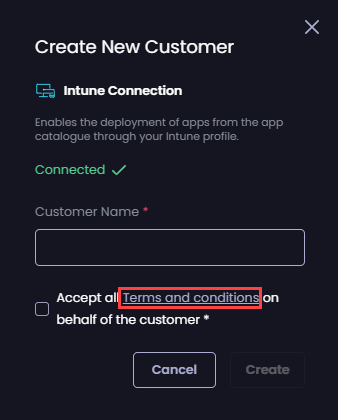 Create New Customer
Intune Connection
Enables the deployment of apps from the app
catalogue through your Intune profile.
Connected
Customer Name *
Accept all Terms and conditions on
behalf of the customer *
Cancel
Create